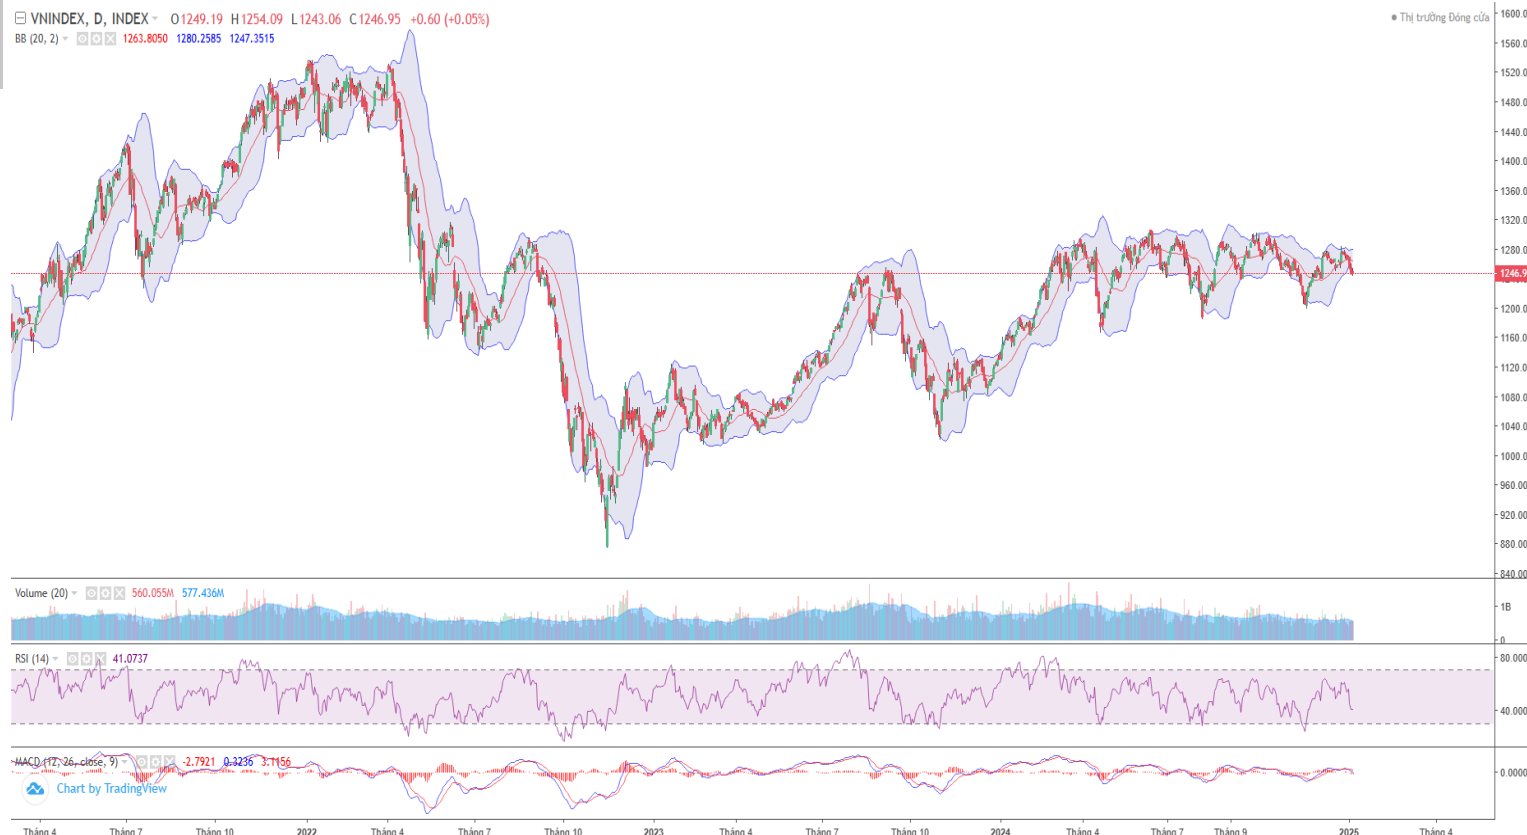 VNINDEX, D, INDEX O1249.19 H1254.09 L1243.06 C1246.95 +0.60 (+0.05%)
Thị trường Đóng cửa
BB (20, 2) 1263.8050 1280.2585 1247.3515
1600.0
1560.00
1520.00
1480.00
1440.00
1400.00
1360.00
1320.00
1280.00
1246.9
1200.00
1160.00
1120.00
1080.00
1040.00
1000.00
960.00
920.00
880.00
840.00
Volume (20) 560.055M 577.436M
1B
0
RSI (14) 41.0737
80.000
40.000
MACD (12, 26, close, 9) -2.7921 0.3236 3.1156
0.0000
Chart by TradingView
Tháng 4 Tháng 7 Tháng 10 2022 Tháng 4 Tháng 7 Tháng 10 2023 Tháng 4 Tháng 7 Tháng 10 2024 Tháng 4 Tháng 7 Tháng 9 2025 Tháng 4